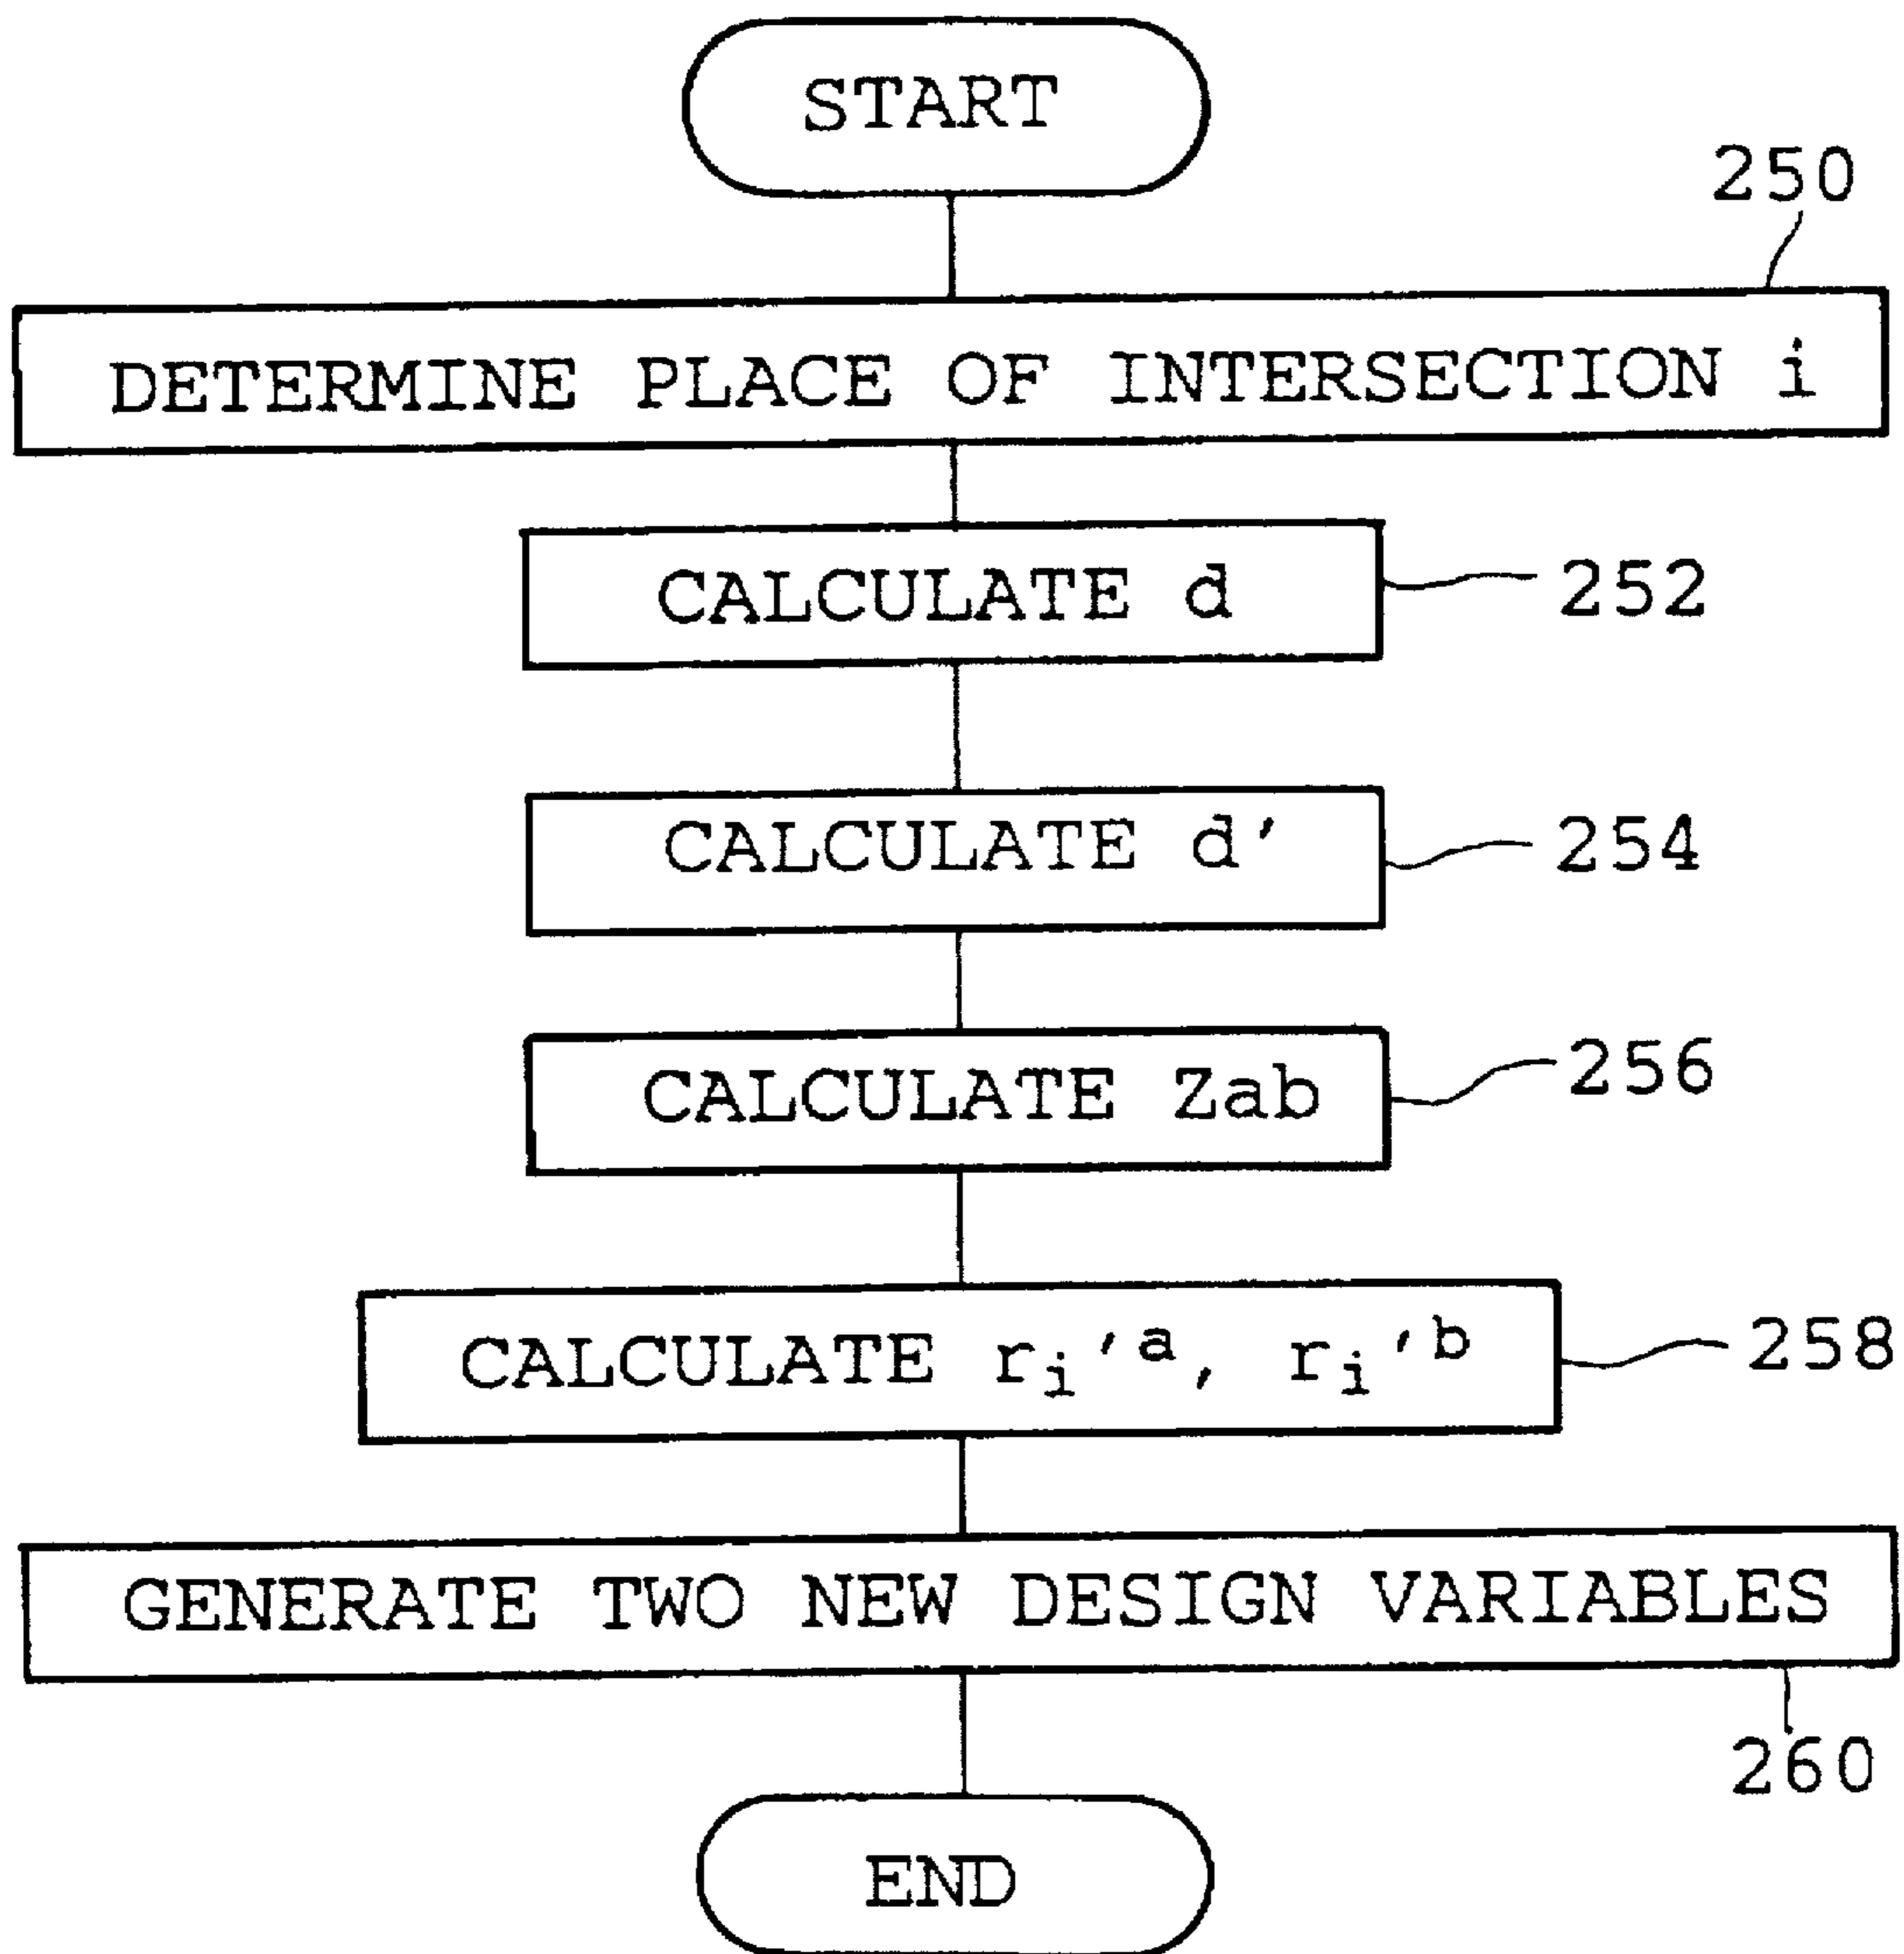 START
250
DETERMINE PLACE OF INTERSECTION i
CALCULATE d
252
CALCULATE d'
254
CALCULATE Zab
256
CALCULATE rᵢ'ᵃ, rᵢ'ᵇ
258
GENERATE TWO NEW DESIGN VARIABLES
260
END